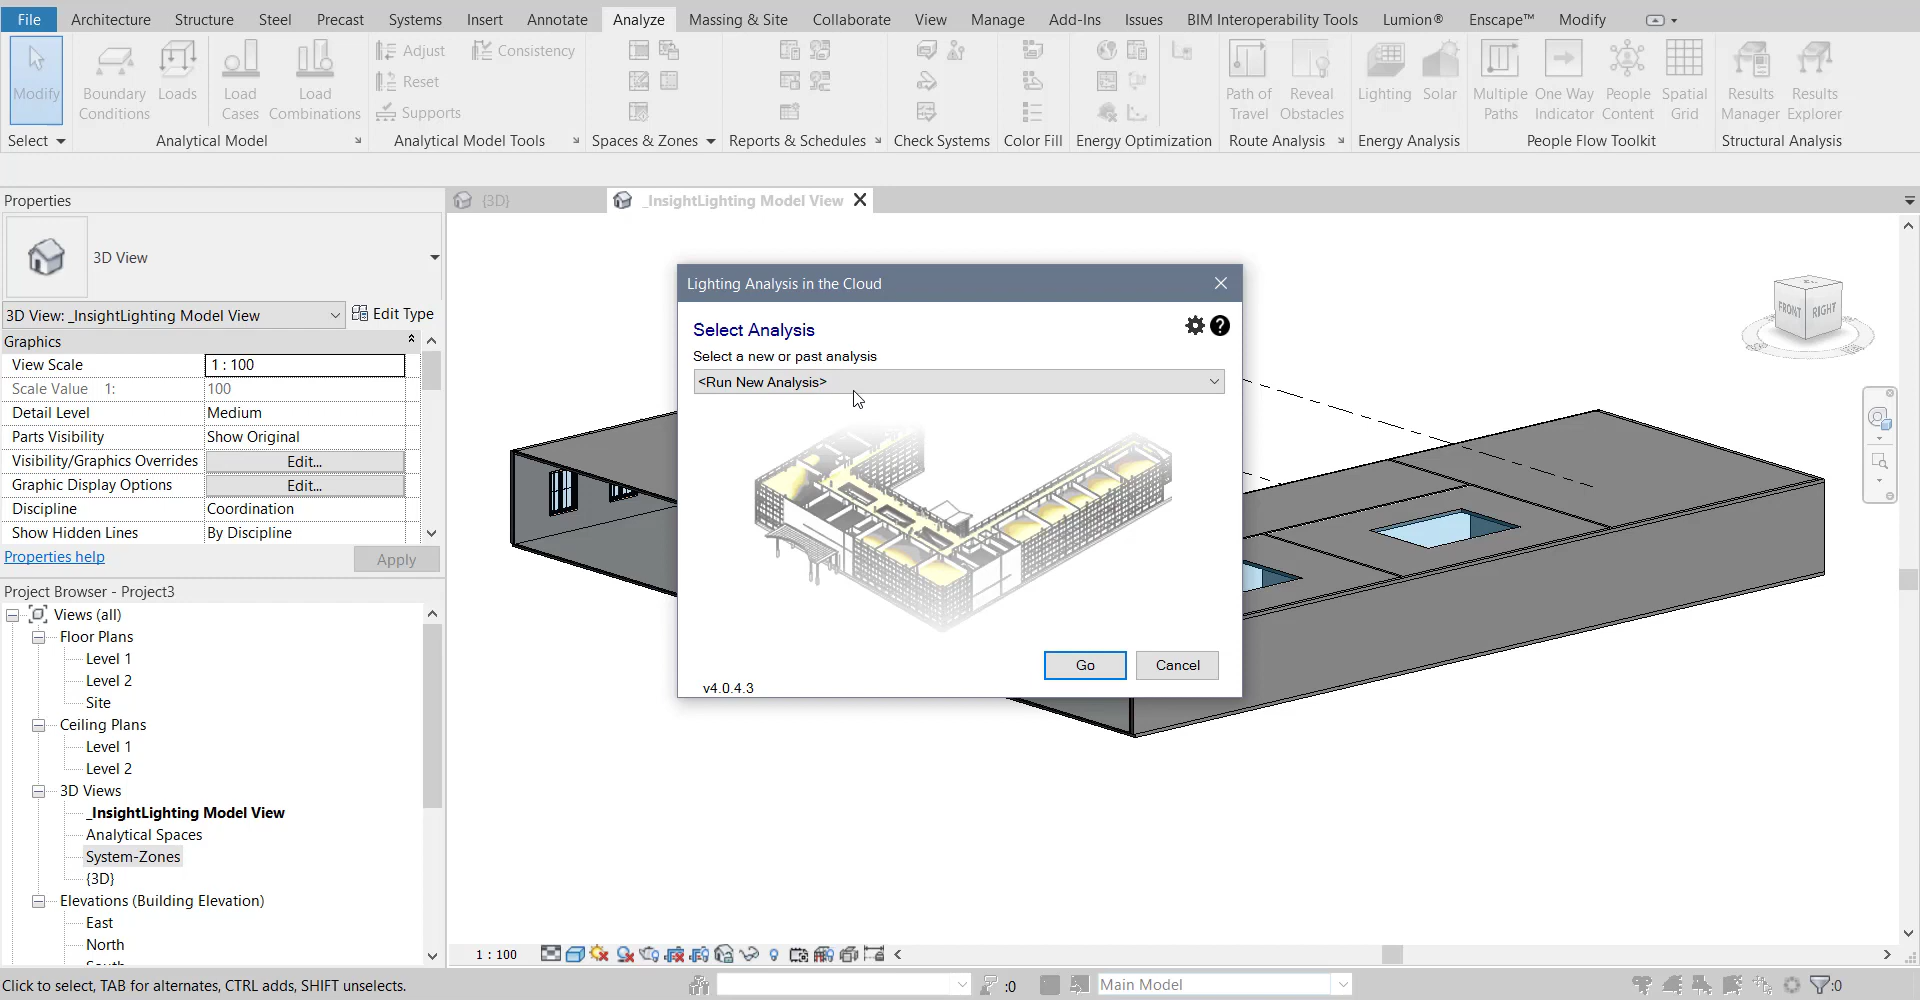 File Architecture Structure Steel Precast Systems Insert Annotate Analyze Massing & Site Collaborate View Manage Add-Ins Issues BIM Interoperability Tools Lumion® Enscape™ Modify
Modify
Boundary Conditions
Loads
Load Cases
Load Combinations
Adjust
Reset
Supports
Consistency
Path of Travel
Reveal Obstacles
Lighting
Solar
Multiple Paths
One Way Indicator
People Content
Spatial Grid
Results Manager
Results Explorer
Select Analytical Model Analytical Model Tools Spaces & Zones Reports & Schedules Check Systems Color Fill Energy Optimization Route Analysis Energy Analysis People Flow Toolkit Structural Analysis
Properties
3D View
3D View: _InsightLighting Model View Edit Type
Graphics
View Scale 1 : 100
Scale Value 1: 100
Detail Level Medium
Parts Visibility Show Original
Visibility/Graphics Overrides Edit...
Graphic Display Options Edit...
Discipline Coordination
Show Hidden Lines By Discipline
Properties help Apply
Project Browser - Project3
Views (all)
Floor Plans
Level 1
Level 2
Site
Ceiling Plans
Level 1
Level 2
3D Views
_InsightLighting Model View
Analytical Spaces
System-Zones
{3D}
Elevations (Building Elevation)
East
North
South
{3D} _InsightLighting Model View
Lighting Analysis in the Cloud
Select Analysis
Select a new or past analysis
<Run New Analysis>
Go Cancel
v4.0.4.3
FRONT RIGHT
1 : 100
Click to select, TAB for alternates, CTRL adds, SHIFT unselects. :0 Main Model :0